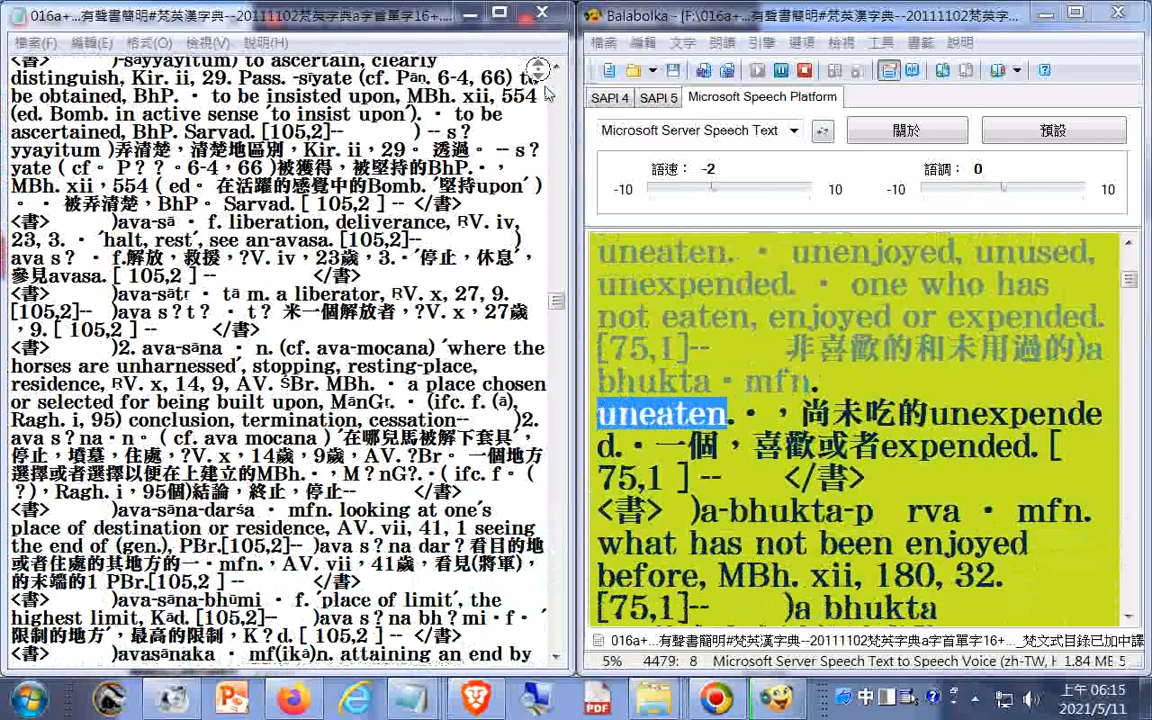 016a+...有聲書簡明#梵英漢字典--20111102梵英字典a字首單字16+...
檔案(F) 編輯(E) 格式(O) 檢視(V) 說明(H)
<書> )-sāyyayitum) to ascertain, clearly
distinguish, Kir. ii, 29. Pass. -sīyate (cf. Pāṇ. 6-4, 66) to
be obtained, BhP. • to be insisted upon, MBh. xii, 554
(ed. Bomb. in active sense 'to insist upon'). • to be
ascertained, BhP. Sarvad. [105,2]-- ) -- s?
yyayitum )弄清楚，清楚地區別，Kir. ii，29。 透過。 -- s?
yate ( cf。 P？？。6-4，66 )被獲得，被堅持的BhP.•，
MBh. xii，554 ( ed。 在活躍的感覺中的Bomb. '堅持upon' )
。• 被弄清楚，BhP。 Sarvad. [ 105,2 ] -- </書>
<書> )ava-sā • f. liberation, deliverance, RV. iv,
23, 3. • 'halt, rest', see an-avasa. [105,2]-- )
ava s? • f.解放，救援，?V. iv，23歲，3.•'停止，休息'，
參見avasa. [ 105,2 ] -- </書>
<書> )ava-sātṛ • tā m. a liberator, RV. x, 27, 9.
[105,2]-- )ava s?t？• t？ 米一個解放者，?V. x，27歲
，9. [ 105,2 ] -- </書>
<書> )2. ava-sāna • n. (cf. ava-mocana) 'where the
horses are unharnessed', stopping, resting-place,
residence, RV. x, 14, 9, AV. ŚBr. MBh. • a place chosen
or selected for being built upon, MānGṛ. • (ifc. f. (ā),
Ragh. i, 95) conclusion, termination, cessation-- )2.
ava s？na • n。( cf. ava mocana ) '在哪兒馬被解下套具'，
停止，墳墓，住處，?V. x，14歲，9歲，AV. ?Br。 一個地方
選擇或者選擇以便在上建立的MBh. •，M？nG?. •( ifc. f。(
?)，Ragh. i，95個)結論，終止，停止-- </書>
<書> )ava-sāna-darśa • mfn. looking at one's
place of destination or residence, AV. vii, 41, 1 seeing
the end of (gen.), PBr.[105,2]-- )ava s？na dar？看目的地
或者住處的其地方的一•mfn.，AV. vii，41歲，看見(將軍)，
的末端的1 PBr.[105,2 ] -- </書>
<書> )ava-sāna-bhūmi • f. 'place of limit', the
highest limit, Kād. [105,2]-- )ava s？na bh？mi•f•'
限制的地方'，最高的限制，K？d. [ 105,2 ] -- </書>
<書> )avasānaka • mf(ikā)n. attaining an end by
Balabolka - [F:\016a+...有聲書簡明#梵英漢字典--20111102梵英字...
檔案 編輯 文字 朗讀 引擎 選項 檢視 工具 書籤 說明
SAPI 4 SAPI 5 Microsoft Speech Platform
Microsoft Server Speech Text 關於 預設
語速： -2 語調： 0
-10 10 -10 10
uneaten. • unenjoyed, unused,
unexpended. • one who has
not eaten, enjoyed or expended.
[75,1]-- 非喜歡的和未用過的)a
bhukta•mfn.
uneaten.•，尚未吃的unexpende
d.•一個，喜歡或者expended. [
75,1 ] -- </書>
<書> )a-bhukta-p rva • mfn.
what has not been enjoyed
before, MBh. xii, 180, 32.
[75,1]-- )a bhukta
016a+...有聲書簡明#梵英漢字典--20111102梵英字典a字首單字16+..._梵文式目錄已加中譯
5% 4479: 8 Microsoft Server Speech Text to Speech Voice (zh-TW, H 1.84 ME 5
PDF
中
上午 06:15
2021/5/11